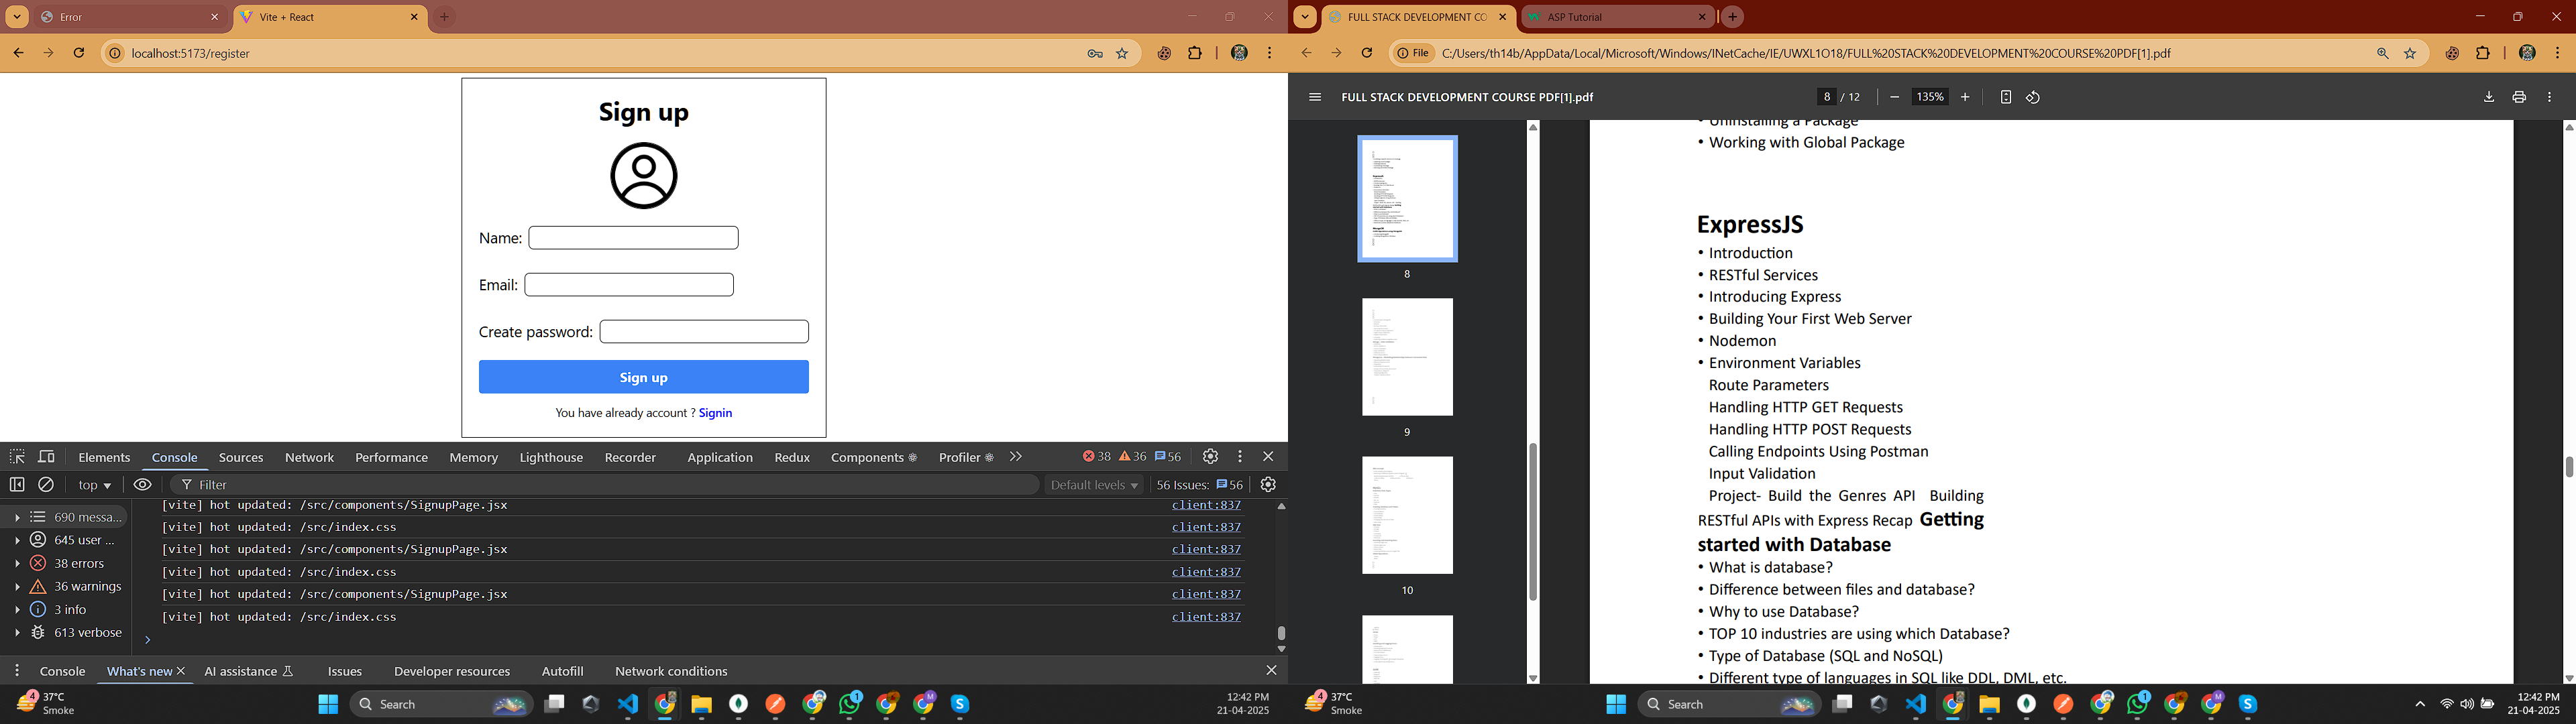 Error
Vite + React
localhost:5173/register
Sign up
Name:
Email:
Create password:
Sign up
You have already account ? Signin
Elements Console Sources Network Performance Memory Lighthouse Recorder Application Redux Components Profiler 38 36 56
top Filter Default levels 56 Issues: 56
690 messa...
645 user ...
38 errors
36 warnings
3 info
613 verbose
[vite] hot updated: /src/components/SignupPage.jsx client:837
[vite] hot updated: /src/index.css client:837
[vite] hot updated: /src/components/SignupPage.jsx client:837
[vite] hot updated: /src/index.css client:837
[vite] hot updated: /src/components/SignupPage.jsx client:837
[vite] hot updated: /src/index.css client:837
Console What's new AI assistance Issues Developer resources Autofill Network conditions
4 37°C
Smoke
Search
1
M
12:42 PM
21-04-2025
FULL STACK DEVELOPMENT CO
ASP Tutorial
File C:/Users/th14b/AppData/Local/Microsoft/Windows/INetCache/IE/UWXL1O18/FULL%20STACK%20DEVELOPMENT%20COURSE%20PDF[1].pdf
FULL STACK DEVELOPMENT COURSE PDF[1].pdf 8 / 12 135%
8
9
10
• Uninstalling a Package
• Working with Global Package
ExpressJS
• Introduction
• RESTful Services
• Introducing Express
• Building Your First Web Server
• Nodemon
• Environment Variables
Route Parameters
Handling HTTP GET Requests
Handling HTTP POST Requests
Calling Endpoints Using Postman
Input Validation
Project- Build the Genres API Building
RESTful APIs with Express Recap Getting
started with Database
• What is database?
• Difference between files and database?
• Why to use Database?
• TOP 10 industries are using which Database?
• Type of Database (SQL and NoSQL)
• Different type of languages in SQL like DDL, DML, etc.
4 37°C
Smoke
Search
1
M
12:42 PM
21-04-2025